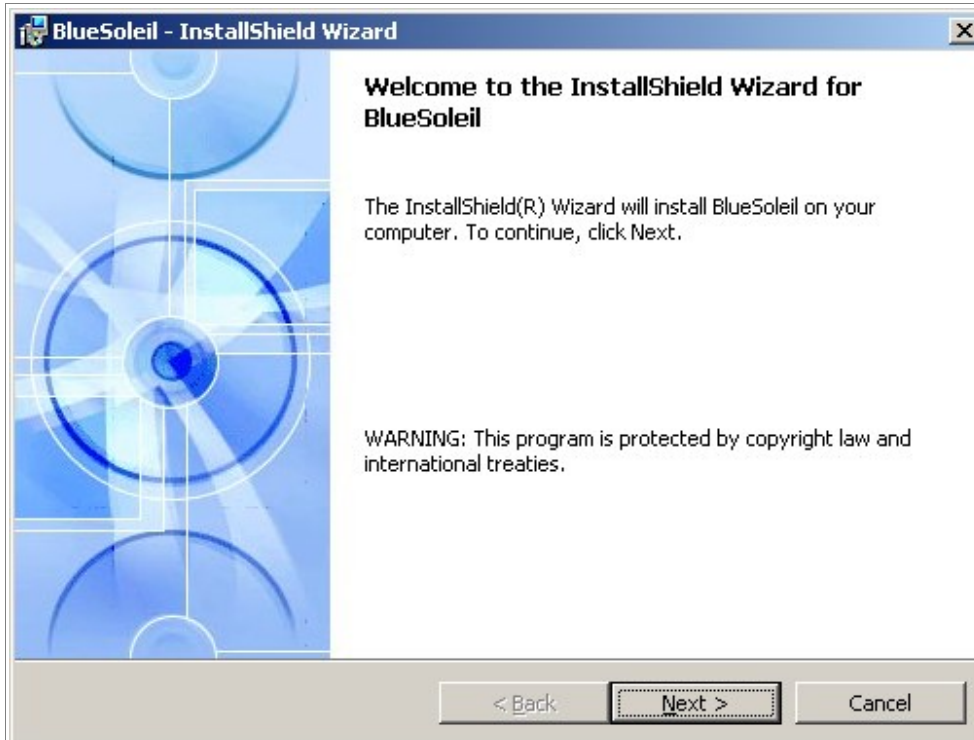 BlueSoleil - InstallShield Wizard
Welcome to the InstallShield Wizard for
BlueSoleil
The InstallShield(R) Wizard will install BlueSoleil on your
computer. To continue, click Next.
WARNING: This program is protected by copyright law and
international treaties.
< Back
Next >
Cancel